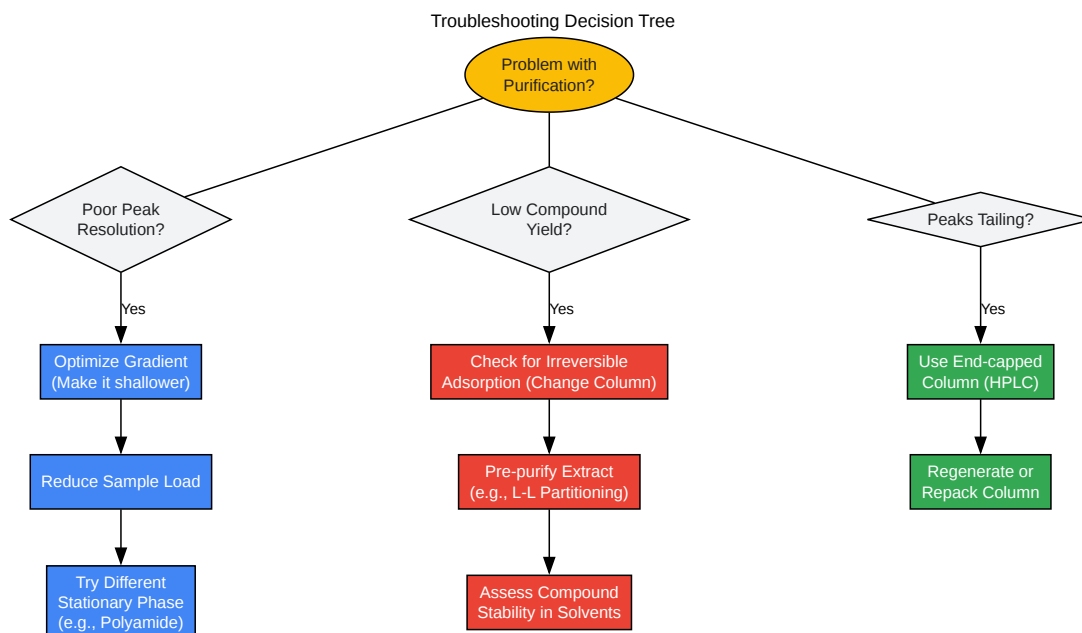 Troubleshooting Decision Tree
Problem with
Purification?
Poor Peak
Resolution?
Low Compound
Yield?
Peaks Tailing?
Yes
Yes
Yes
Optimize Gradient
(Make it shallower)
Check for Irreversible
Adsorption (Change Column)
Use End-capped
Column (HPLC)
Reduce Sample Load
Pre-purify Extract
(e.g., L-L Partitioning)
Regenerate or
Repack Column
Try Different
Stationary Phase
(e.g., Polyamide)
Assess Compound
Stability in Solvents